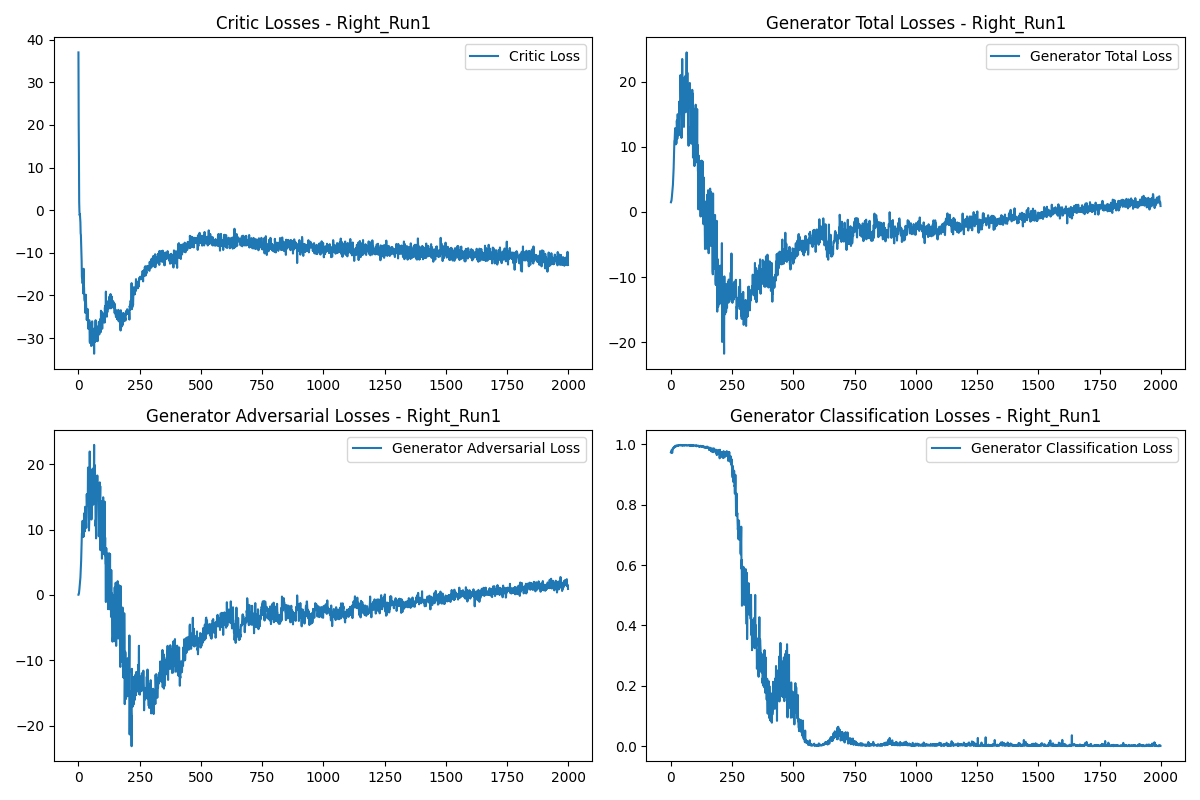 Critic Losses - Right_Run1
Critic Loss
40
30
20
10
0
−10
−20
−30
0 250 500 750 1000 1250 1500 1750 2000
Generator Total Losses - Right_Run1
Generator Total Loss
20
10
0
−10
−20
0 250 500 750 1000 1250 1500 1750 2000
Generator Adversarial Losses - Right_Run1
Generator Adversarial Loss
20
10
0
−10
−20
0 250 500 750 1000 1250 1500 1750 2000
Generator Classification Losses - Right_Run1
Generator Classification Loss
1.0
0.8
0.6
0.4
0.2
0.0
0 250 500 750 1000 1250 1500 1750 2000